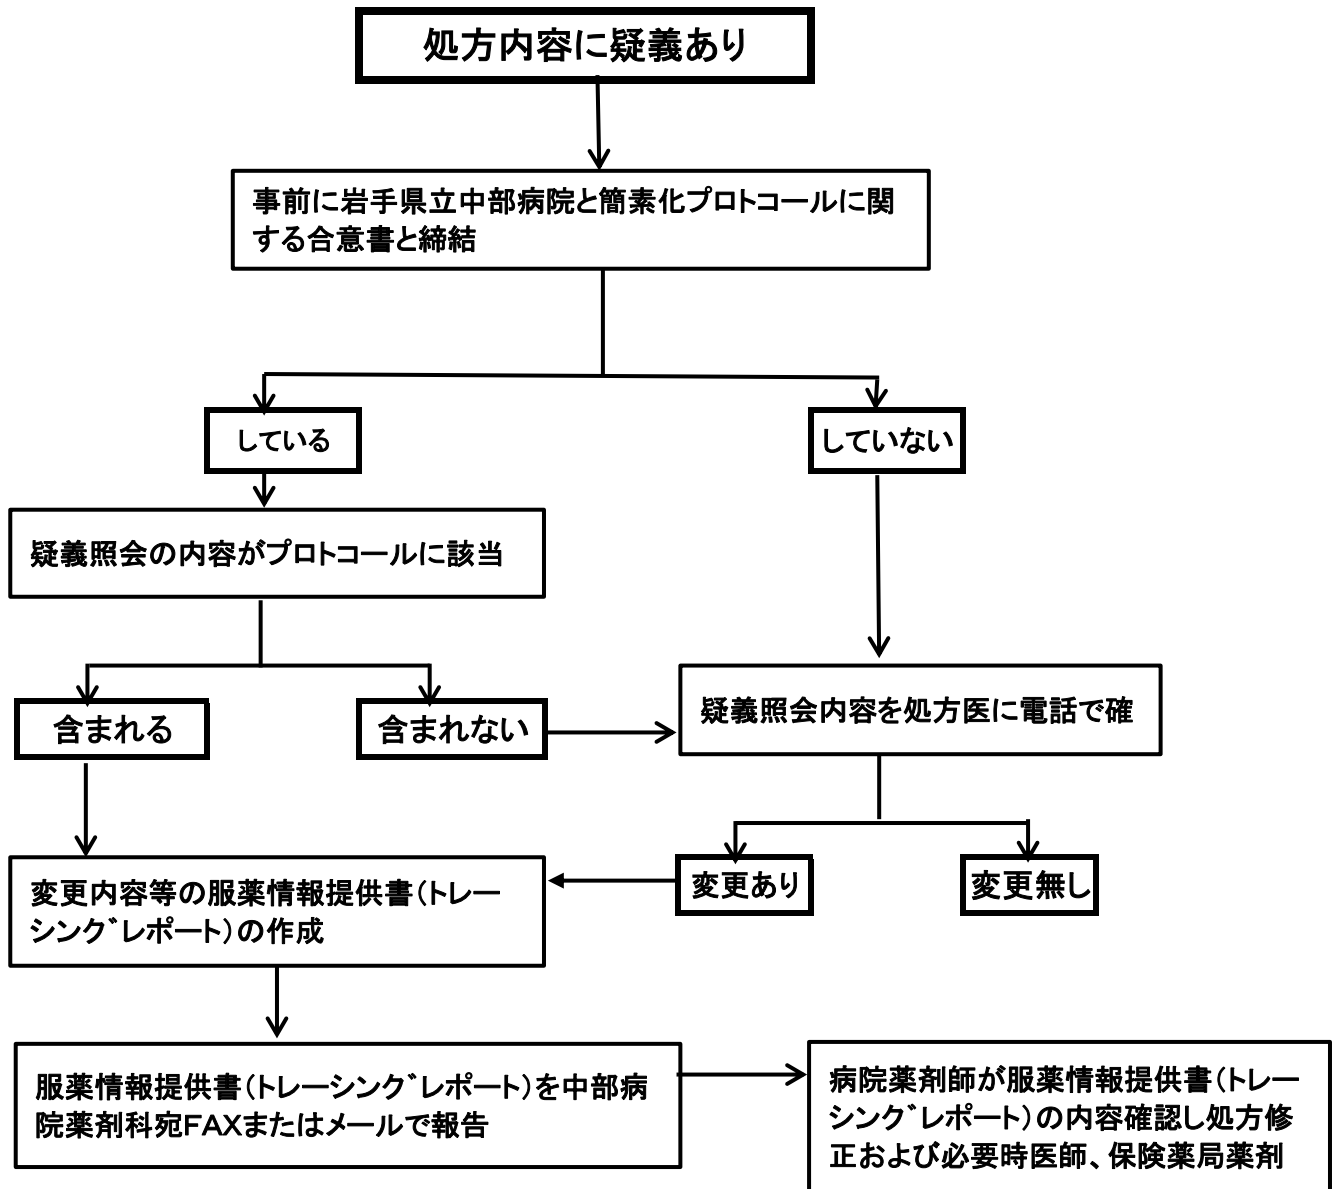 処方内容に疑義あり
事前に岩手県立中部病院と簡素化プロトコールに関
する合意書と締結
している
していない
疑義照会の内容がプロトコールに該当
含まれる
含まれない
疑義照会内容を処方医に電話で確
変更あり
変更無し
変更内容等の服薬情報提供書（トレー
シング゛レポート）の作成
服薬情報提供書（トレーシング゛レポート）を中部病
院薬剤科宛FAXまたはメールで報告
病院薬剤師が服薬情報提供書（トレー
シング゛レポート）の内容確認し処方修
正および必要時医師、保険薬局薬剤